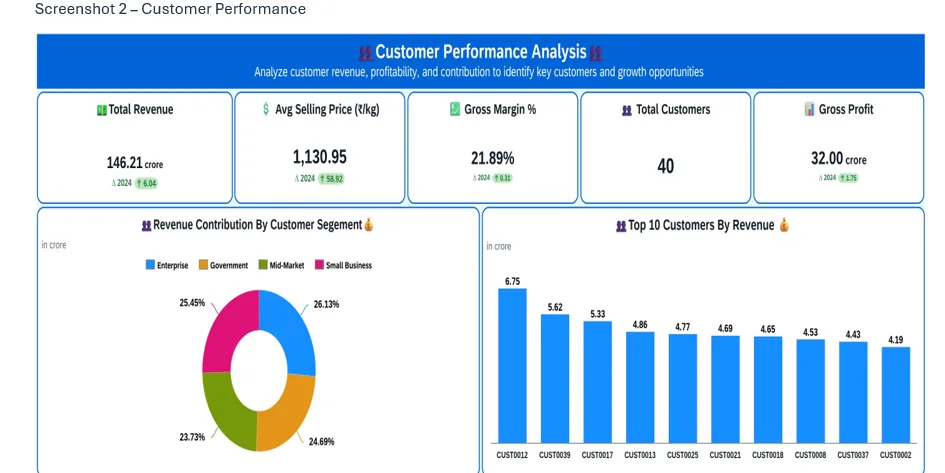 Screenshot 2 – Customer Performance
👥 Customer Performance Analysis 👥
Analyze customer revenue, profitability, and contribution to identify key customers and growth opportunities
💵 Total Revenue
146.21 crore
Δ 2024 ↑ 6.04
💲 Avg Selling Price (₹/kg)
1,130.95
Δ 2024 ↑ 58.92
💹 Gross Margin %
21.89%
Δ 2024 ↑ 0.31
👥 Total Customers
40
📊 Gross Profit
32.00 crore
Δ 2024 ↑ 1.75
👥 Revenue Contribution By Customer Segement 💰
in crore
Enterprise Government Mid-Market Small Business
25.45%
26.13%
23.73%
24.69%
👥 Top 10 Customers By Revenue 💰
in crore
6.75
5.62
5.33
4.86
4.77
4.69
4.65
4.53
4.43
4.19
CUST0012 CUST0039 CUST0017 CUST0013 CUST0025 CUST0021 CUST0018 CUST0008 CUST0037 CUST0002